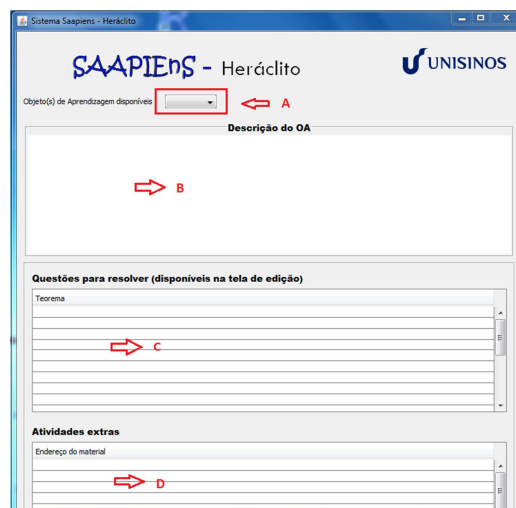 Sistema Saapiens - Heráclito
SAAPIEnS - Heráclito
UNISINOS
Objeto(s) de Aprendizagem disponíveis
A
Descrição do OA
B
Questões para resolver (disponíveis na tela de edição)
Teorema
C
Atividades extras
Endereço do material
D